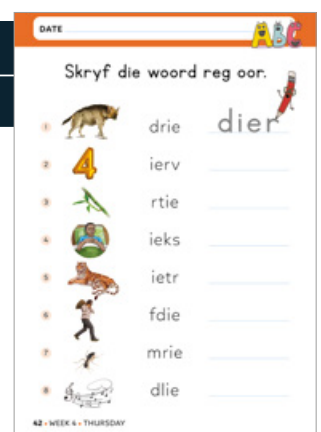 DATE
ABC
Skryf die woord reg oor.
1 drie dier
2 4 ierv
3 rtie
4 ieks
5 ietr
6 fdie
7 mrie
8 dlie
42 • WEEK 4 • THURSDAY